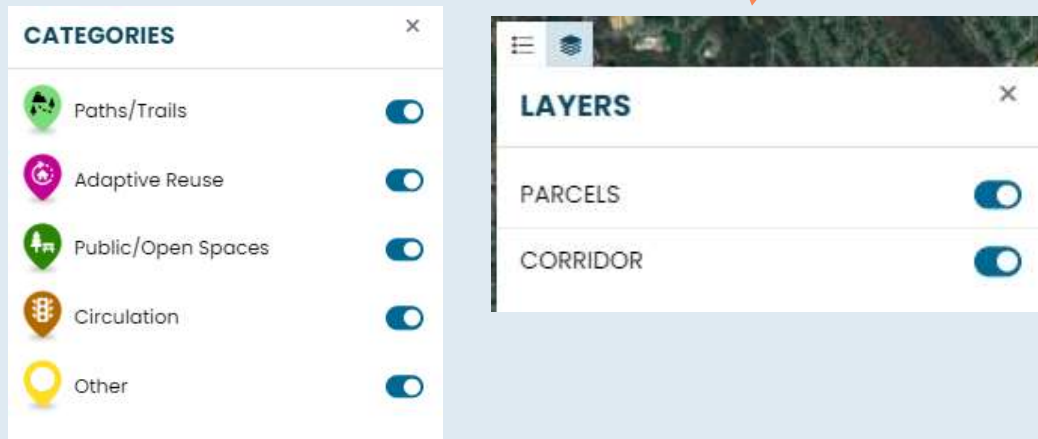 CATEGORIES
Paths/Trails
Adaptive Reuse
Public/Open Spaces
Circulation
Other
LAYERS
PARCELS
CORRIDOR